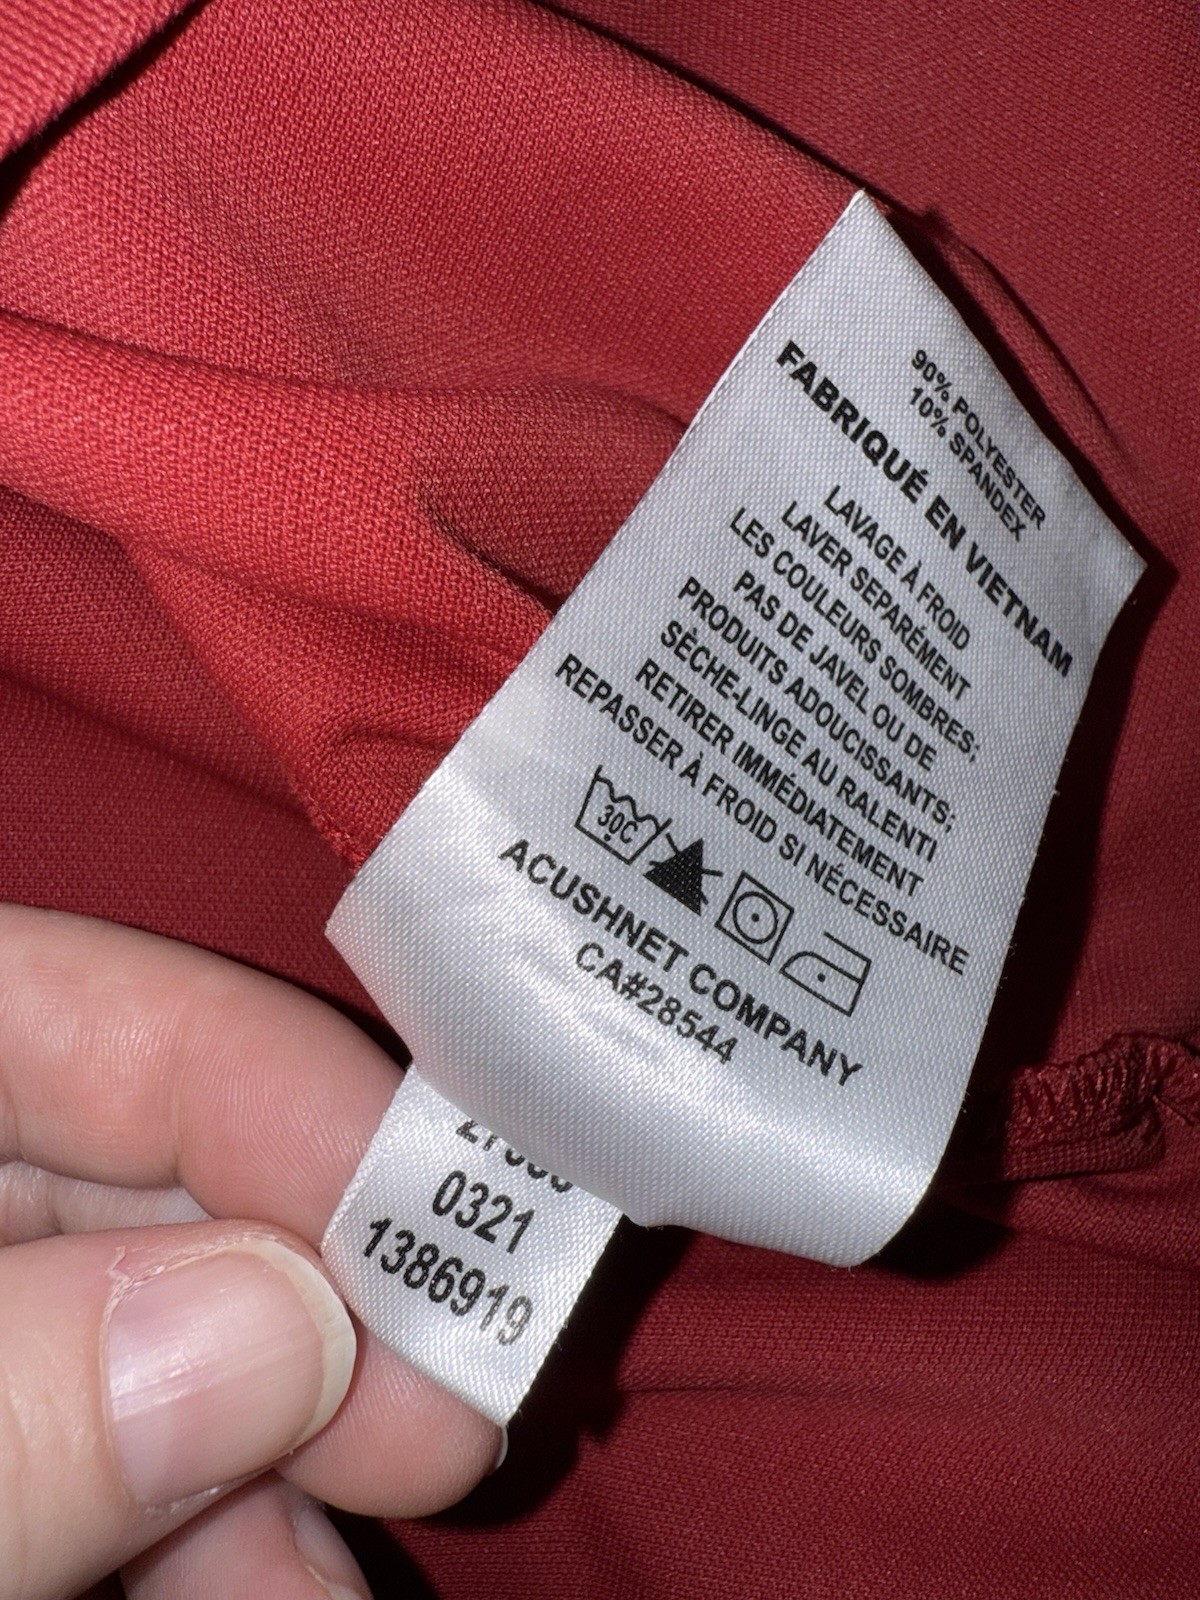 90% POLYESTER
10% SPANDEX
FABRIQUÉ EN VIETNAM
LAVAGE À FROID
LAVER SEPARÉMENT
LES COULEURS SOMBRES;
PAS DE JAVEL OU DE
PRODUITS ADOUCISSANTS;
SÈCHE-LINGE AU RALENTI
RETIRER IMMÉDIATEMENT
REPASSER À FROID SI NÉCESSAIRE
30C
ACUSHNET COMPANY
CA#28544
0321
1386919